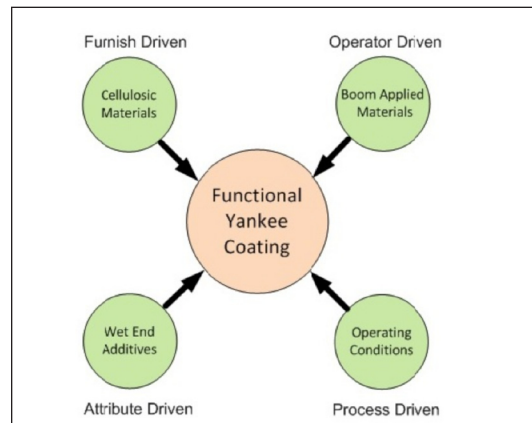 Furnish Driven
Operator Driven
Cellulosic
Materials
Boom Applied
Materials
Functional
Yankee
Coating
Wet End
Additives
Operating
Conditions
Attribute Driven
Process Driven